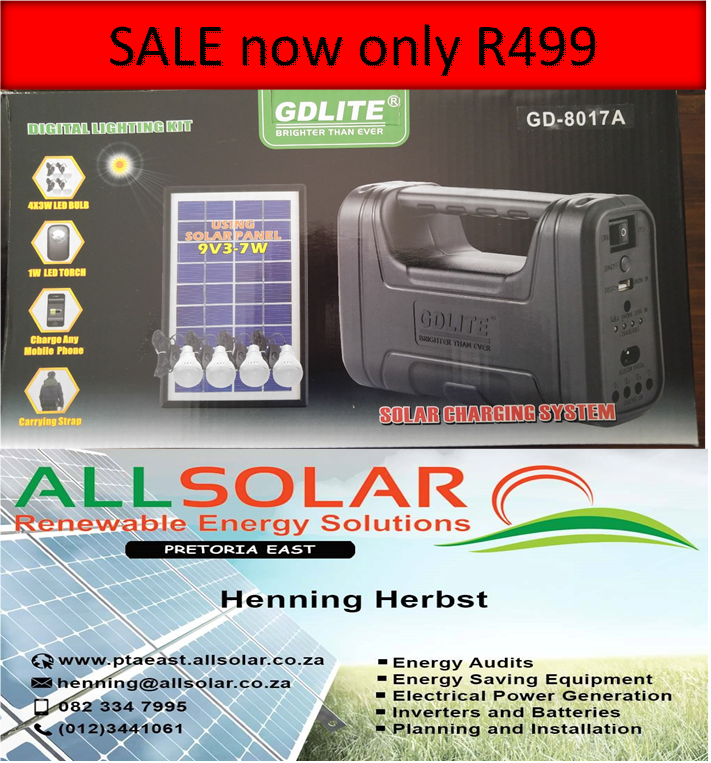 SALE now only R499
GDLITE®
BRIGHTER THAN EVER
GD-8017A
DIGITAL LIGHTING KIT
4X3W LED BULB
1W LED TORCH
Charge Any
Mobile Phone
Carrying Strap
USING
SOLAR PANEL
9V3-7W
GDLITE®
BRIGHTER THAN EVER
SOLAR CHARGING SYSTEM
ALLSOLAR
Renewable Energy Solutions
PRETORIA EAST
Henning Herbst
www.ptaeast.allsolar.co.za
henning@allsolar.co.za
082 334 7995
(012)3441061
Energy Audits
Energy Saving Equipment
Electrical Power Generation
Inverters and Batteries
Planning and Installation